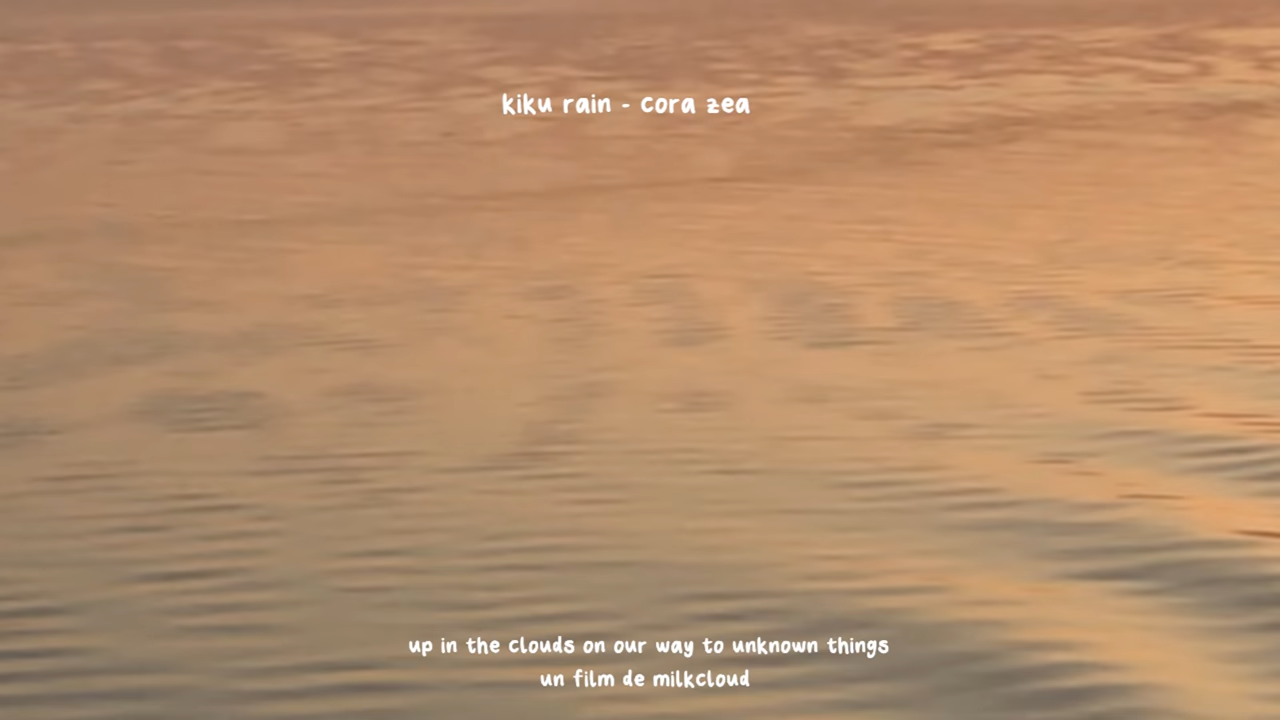 kiku rain - cora zea
up in the clouds on our way to unknown things
un film de milkcloud